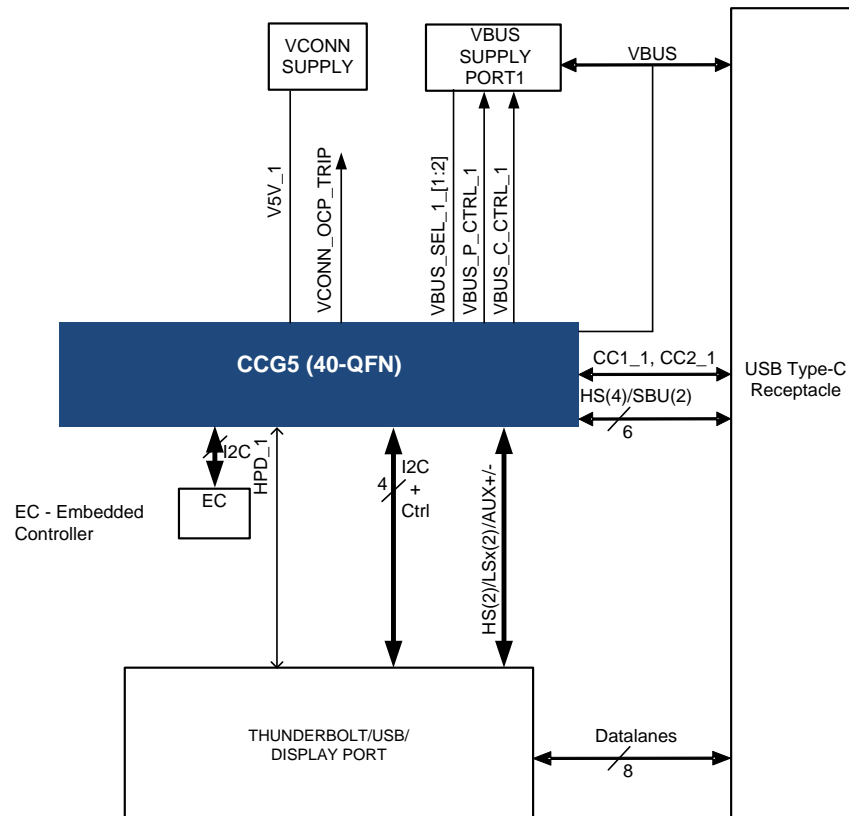 VCONN
SUPPLY
VBUS
SUPPLY
PORT1
VBUS
V5V_1
VCONN_OCP_TRIP
VBUS_SEL_1_[1:2]
VBUS_P_CTRL_1
VBUS_C_CTRL_1
CCG5 (40-QFN)
CC1_1, CC2_1
HS(4)/SBU(2)
6
USB Type-C
Receptacle
I2C
HPD_1
4
I2C
+
Ctrl
HS(2)/LSx(2)/AUX+/-
EC
EC - Embedded
Controller
THUNDERBOLT/USB/
DISPLAY PORT
Datalanes
8